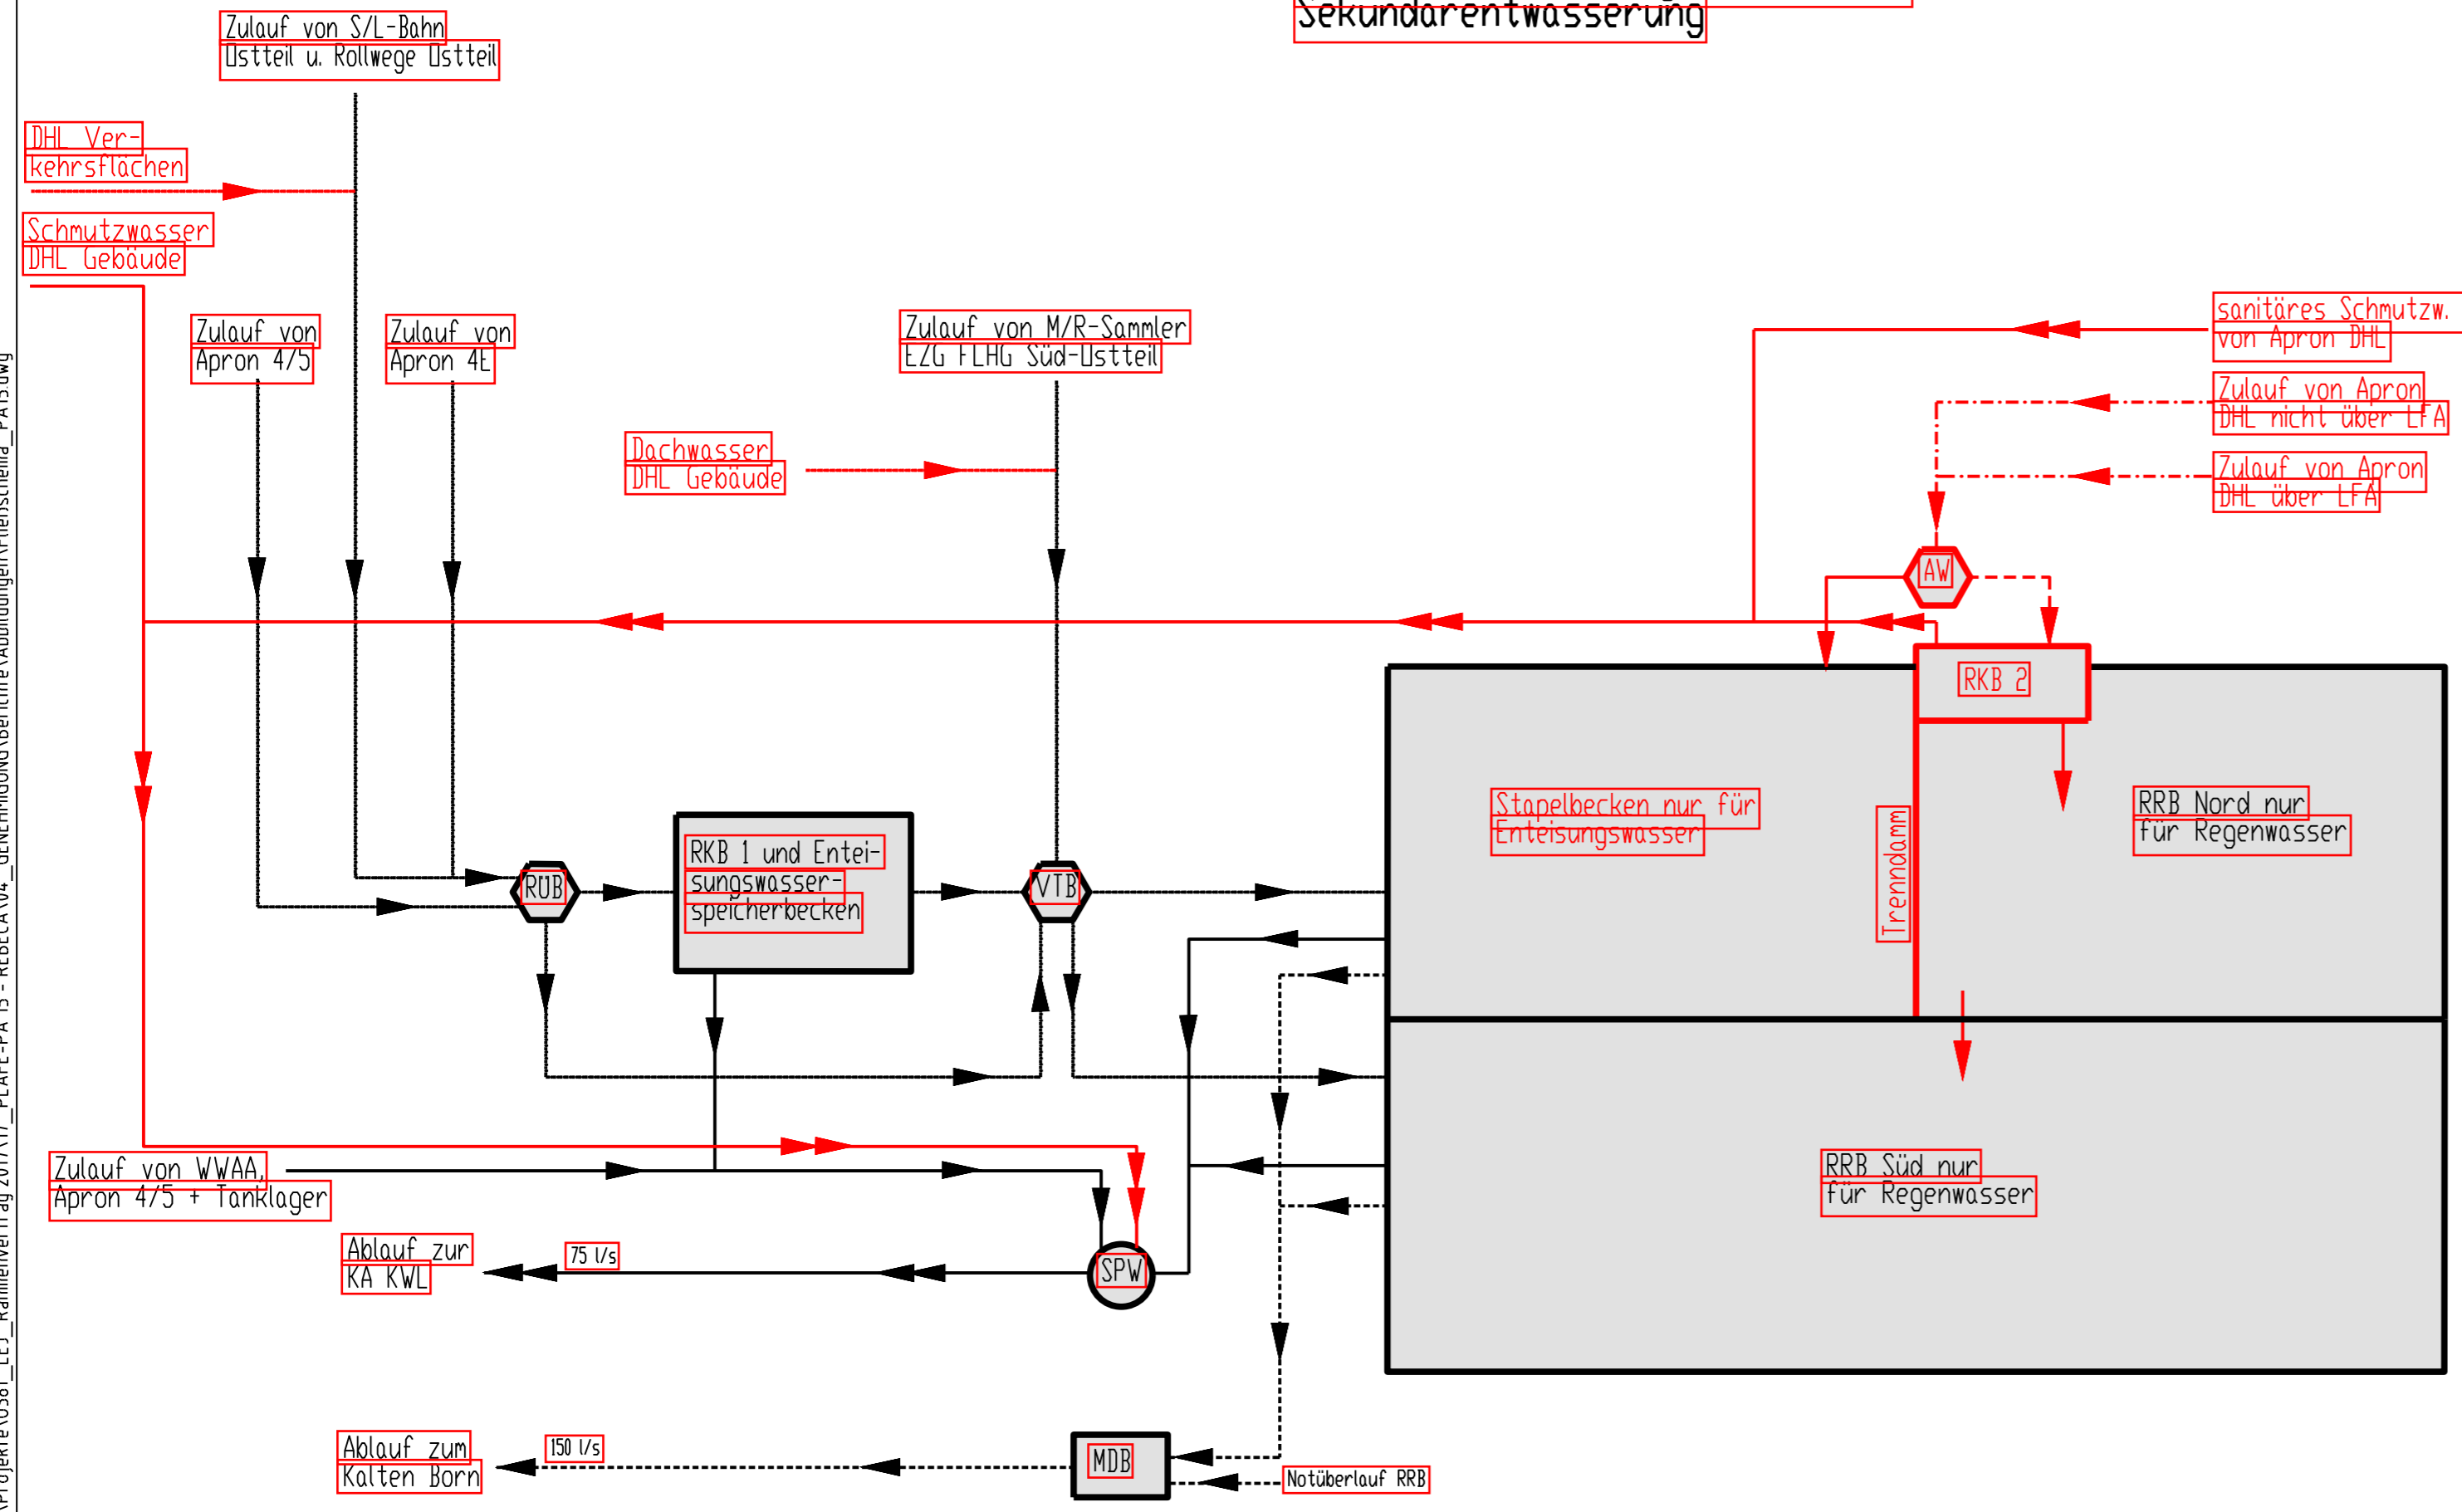 Sekundärentwässerung
Zulauf von S/L-Bahn
Ostteil u. Rollwege Ostteil
DHL Ver-
kehrsflächen
Schmutzwasser
DHL Gebäude
Zulauf von
Apron 4/5
Zulauf von
Apron 4E
Zulauf von M/R-Sammler
EZG FLHG Süd-Ostteil
Dachwasser
DHL Gebäude
sanitäres Schmutzw.
von Apron DHL
Zulauf von Apron
DHL nicht über LFA
Zulauf von Apron
DHL über LFA
AW
RKB 2
Stapelbecken nur für
Enteisungswasser
Trenndamm
RRB Nord nur
für Regenwasser
RÜB
RKB 1 und Entei-
sungswasser-
speicherbecken
VTB
Zulauf von WWAA,
Apron 4/5 + Tanklager
RRB Süd nur
für Regenwasser
Ablauf zur
KA KWL
75 l/s
SPW
Ablauf zum
Kalten Born
150 l/s
MDB
Notüberlauf RRB